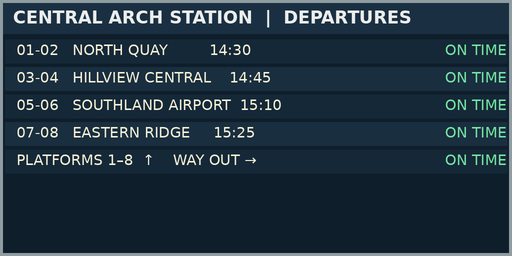 CENTRAL ARCH STATION | DEPARTURES
01-02 NORTH QUAY 14:30 ON TIME
03-04 HILLVIEW CENTRAL 14:45 ON TIME
05-06 SOUTHLAND AIRPORT 15:10 ON TIME
07-08 EASTERN RIDGE 15:25 ON TIME
PLATFORMS 1–8 ↑ WAY OUT → ON TIME